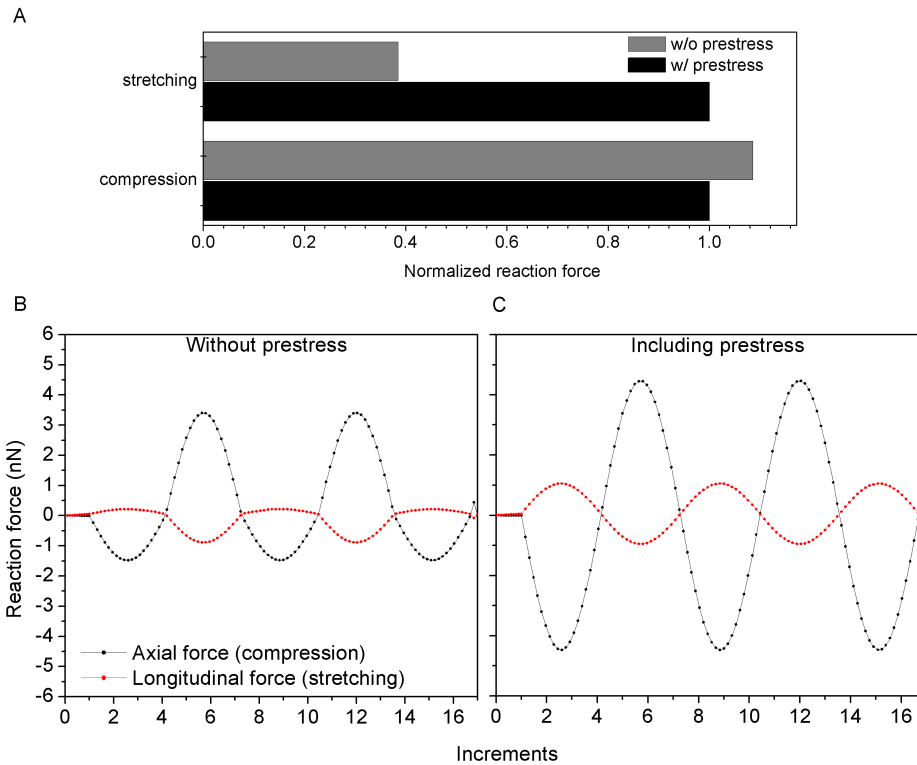 A
w/o prestress
w/ prestress
stretching
compression
0.0 0.2 0.4 0.6 0.8 1.0
Normalized reaction force
B
C
Without prestress
Including prestress
6
5
4
3
2
1
0
-1
-2
-3
-4
-5
-6
Reaction force (nN)
Axial force (compression)
Longitudinal force (stretching)
0 2 4 6 8 10 12 14 16
0 2 4 6 8 10 12 14 16
Increments